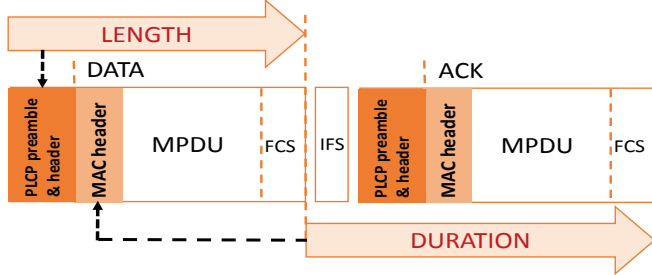 LENGTH
DATA
ACK
PLCP preamble
& header
MAC header
MPDU
FCS
IFS
PLCP preamble
& header
MAC header
MPDU
FCS
DURATION